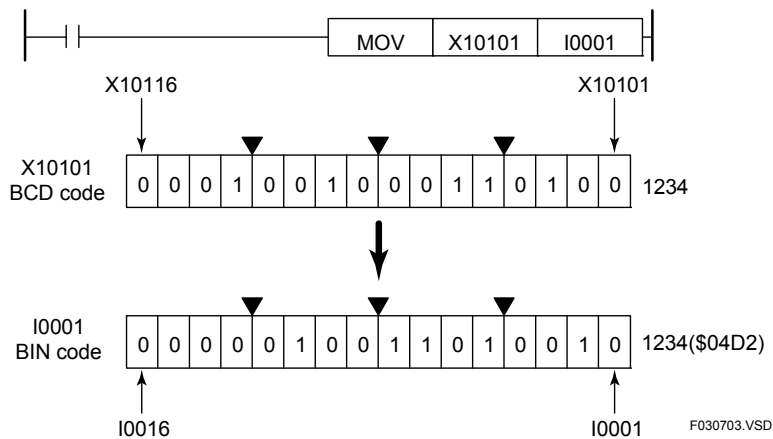 MOV X10101 I0001
X10116 X10101
X10101
BCD code
0 0 0 1 0 0 1 0 0 0 1 1 0 1 0 0 1234
I0001
BIN code
0 0 0 0 0 1 0 0 1 1 0 1 0 0 1 0 1234($04D2)
I0016 I0001 F030703.VSD